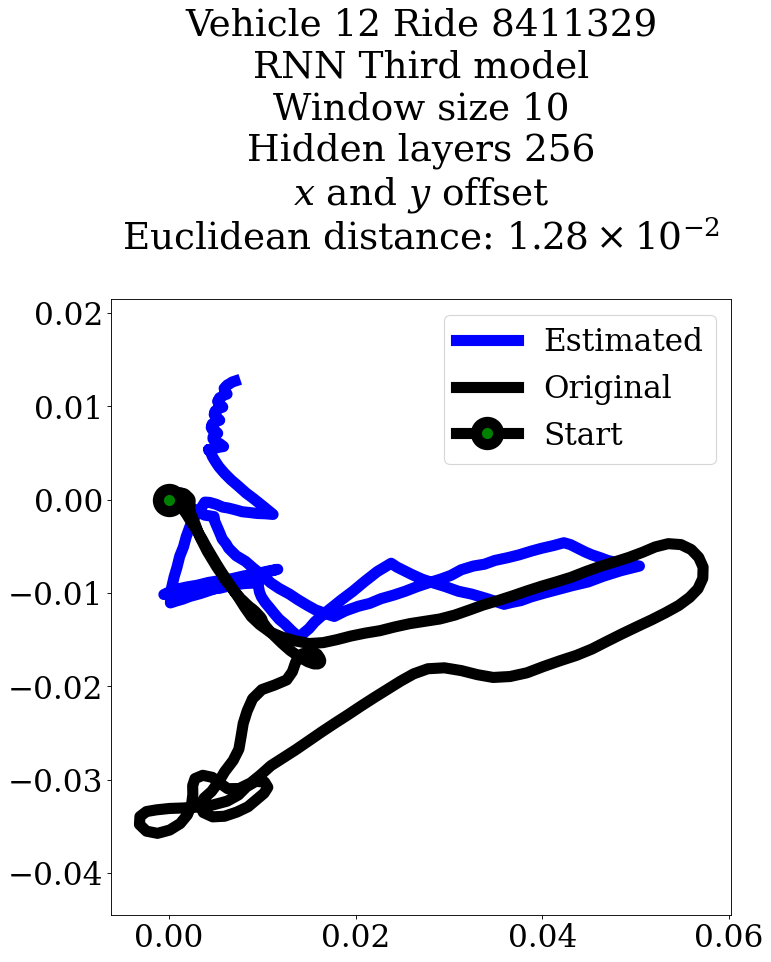 Vehicle 12 Ride 8411329
RNN Third model
Window size 10
Hidden layers 256
x and y offset
Euclidean distance: 1.28 × 10⁻²
Estimated
Original
Start
0.02
0.01
0.00
−0.01
−0.02
−0.03
−0.04
0.00 0.02 0.04 0.06